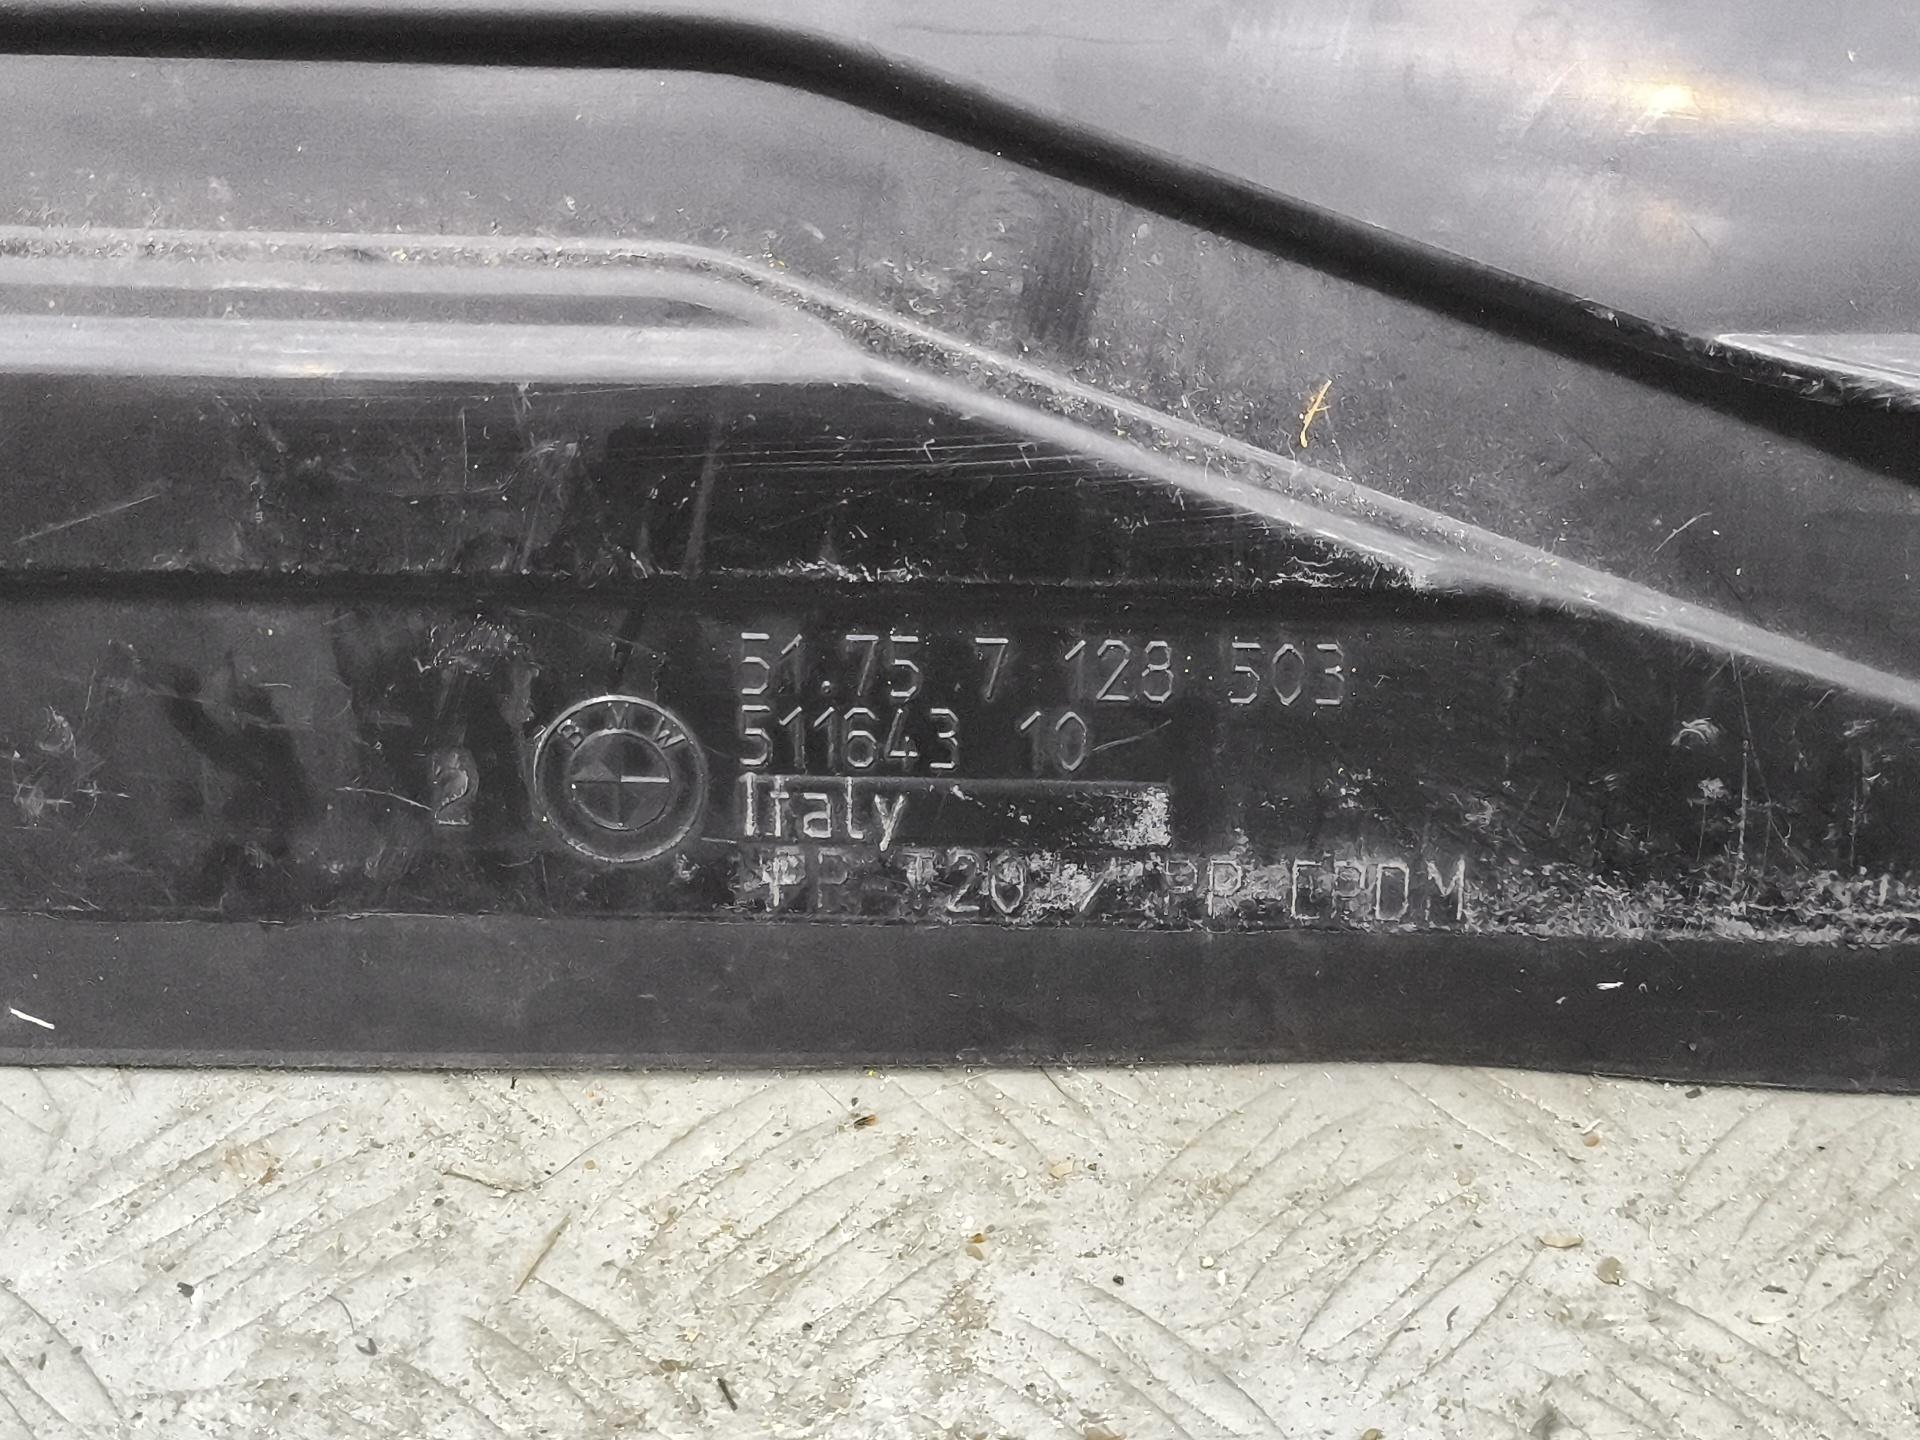 51.75 7 128 503
511643 10
2
BMW
Italy
PP-T20 / PP-EPDM